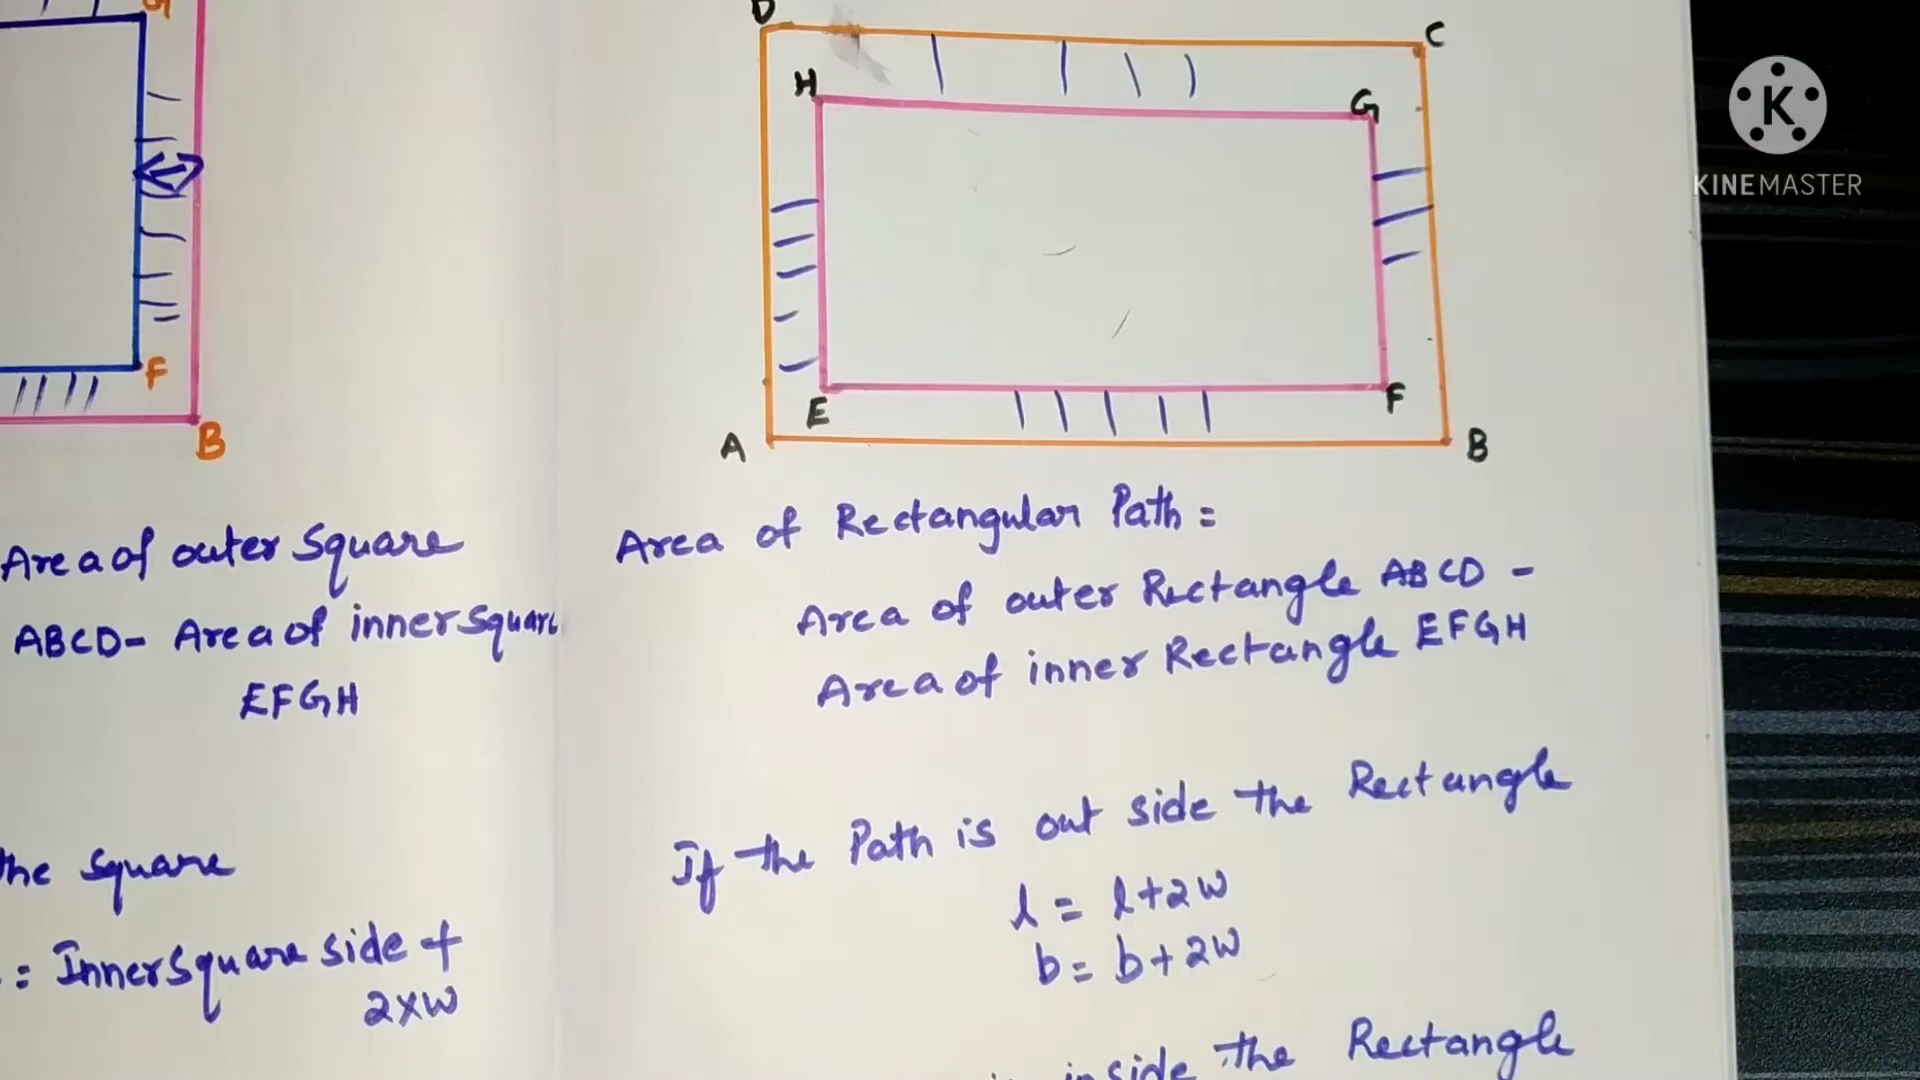 G
F
B
Area of outer Square
ABCD- Area of inner Square
EFGH
the Square
= Inner Square side +
2xW
D
C
H
G
E
F
A
B
Area of Rectangular Path =
Area of outer Rectangle ABCD -
Area of inner Rectangle EFGH
If the Path is out side the Rectangle
l = l+2W
b = b+2W
inside the Rectangle
K
KINEMASTER